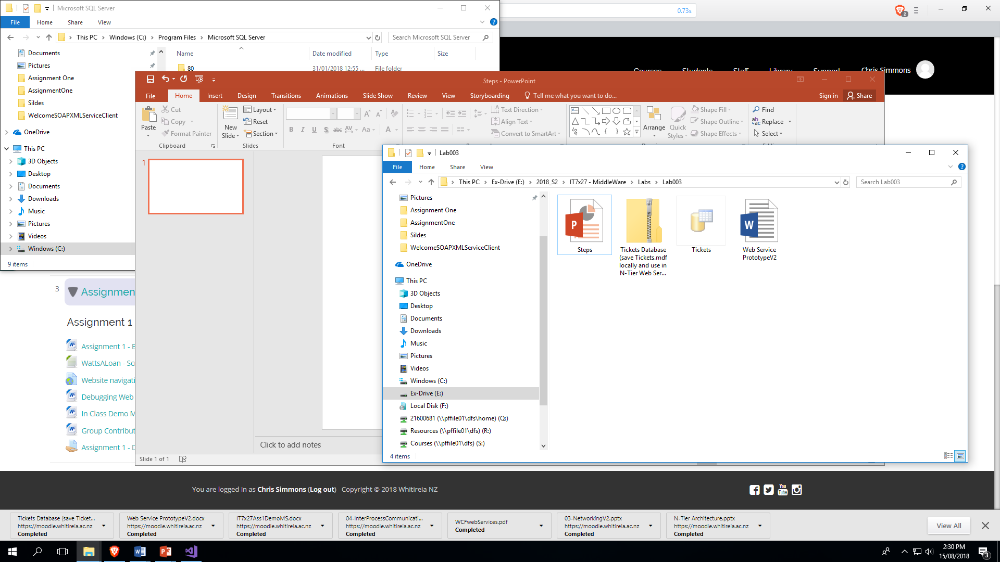 Microsoft SQL Server
File Home Share View
This PC Windows (C:) Program Files Microsoft SQL Server
Search Microsoft SQL Server
Documents
Pictures
Assignment One
AssignmentOne
Sildes
WelcomeSOAPXMLServiceClient
OneDrive
This PC
3D Objects
Desktop
Documents
Downloads
Music
Pictures
Videos
Windows (C:)
9 items
Name Date modified Type Size
80 31/01/2018 12:55 ... File folder
0.73s
2
Courses Students Staff Library Support Chris Simmons
Steps - PowerPoint
File Home Insert Design Transitions Animations Slide Show Review View Storyboarding Tell me what you want to do...
Sign in Share
Paste
Cut
Copy
Format Painter
Clipboard
New Slide
Layout
Reset
Section
Slides
B I U S abc AV Aa A
Font
Text Direction
Align Text
Convert to SmartArt
Arrange
Quick Styles
Shape Fill
Shape Outline
Shape Effects
Find
Replace
Select
1
Click to add notes
Slide 1 of 1
Lab003
File Home Share View
This PC Ex-Drive (E:) 2018_S2 IT7x27 - MiddleWare Labs Lab003
Search Lab003
Pictures
Assignment One
AssignmentOne
Sildes
WelcomeSOAPXMLServiceClient
OneDrive
This PC
3D Objects
Desktop
Documents
Downloads
Music
Pictures
Videos
Windows (C:)
Ex-Drive (E:)
Local Disk (F:)
21600681 (\\pffile01\dfs\home) (Q:)
Resources (\\pffile01\dfs) (R:)
Courses (\\pffile01\dfs) (S:)
4 items
Steps
Tickets Database
(save Tickets.mdf
locally and use in
N-Tier Web Ser...
Tickets
Web Service
PrototypeV2
3
Assignmen
Assignment 1
Assignment 1 - E
WattsALoan - Scr
Website navigati
Debugging Web
In Class Demo M
Group Contribut
Assignment 1 - D
You are logged in as Chris Simmons (Log out) Copyright © 2018 Whitireia NZ
You Tube
Tickets Database (save Ticket...
https://moodle.whitireia.ac.nz
Completed
Web Service PrototypeV2.docx
https://moodle.whitireia.ac.nz
Completed
IT7x27Ass1DemoMS.docx
https://moodle.whitireia.ac.nz
Completed
04-InterProcessCommunicati...
https://moodle.whitireia.ac.nz
Completed
WCFwebServices.pdf
Completed
03-NetworkingV2.pptx
https://moodle.whitireia.ac.nz
Completed
N-Tier Architecture.pptx
https://moodle.whitireia.ac.nz
Completed
View All
2:30 PM
15/08/2018
3